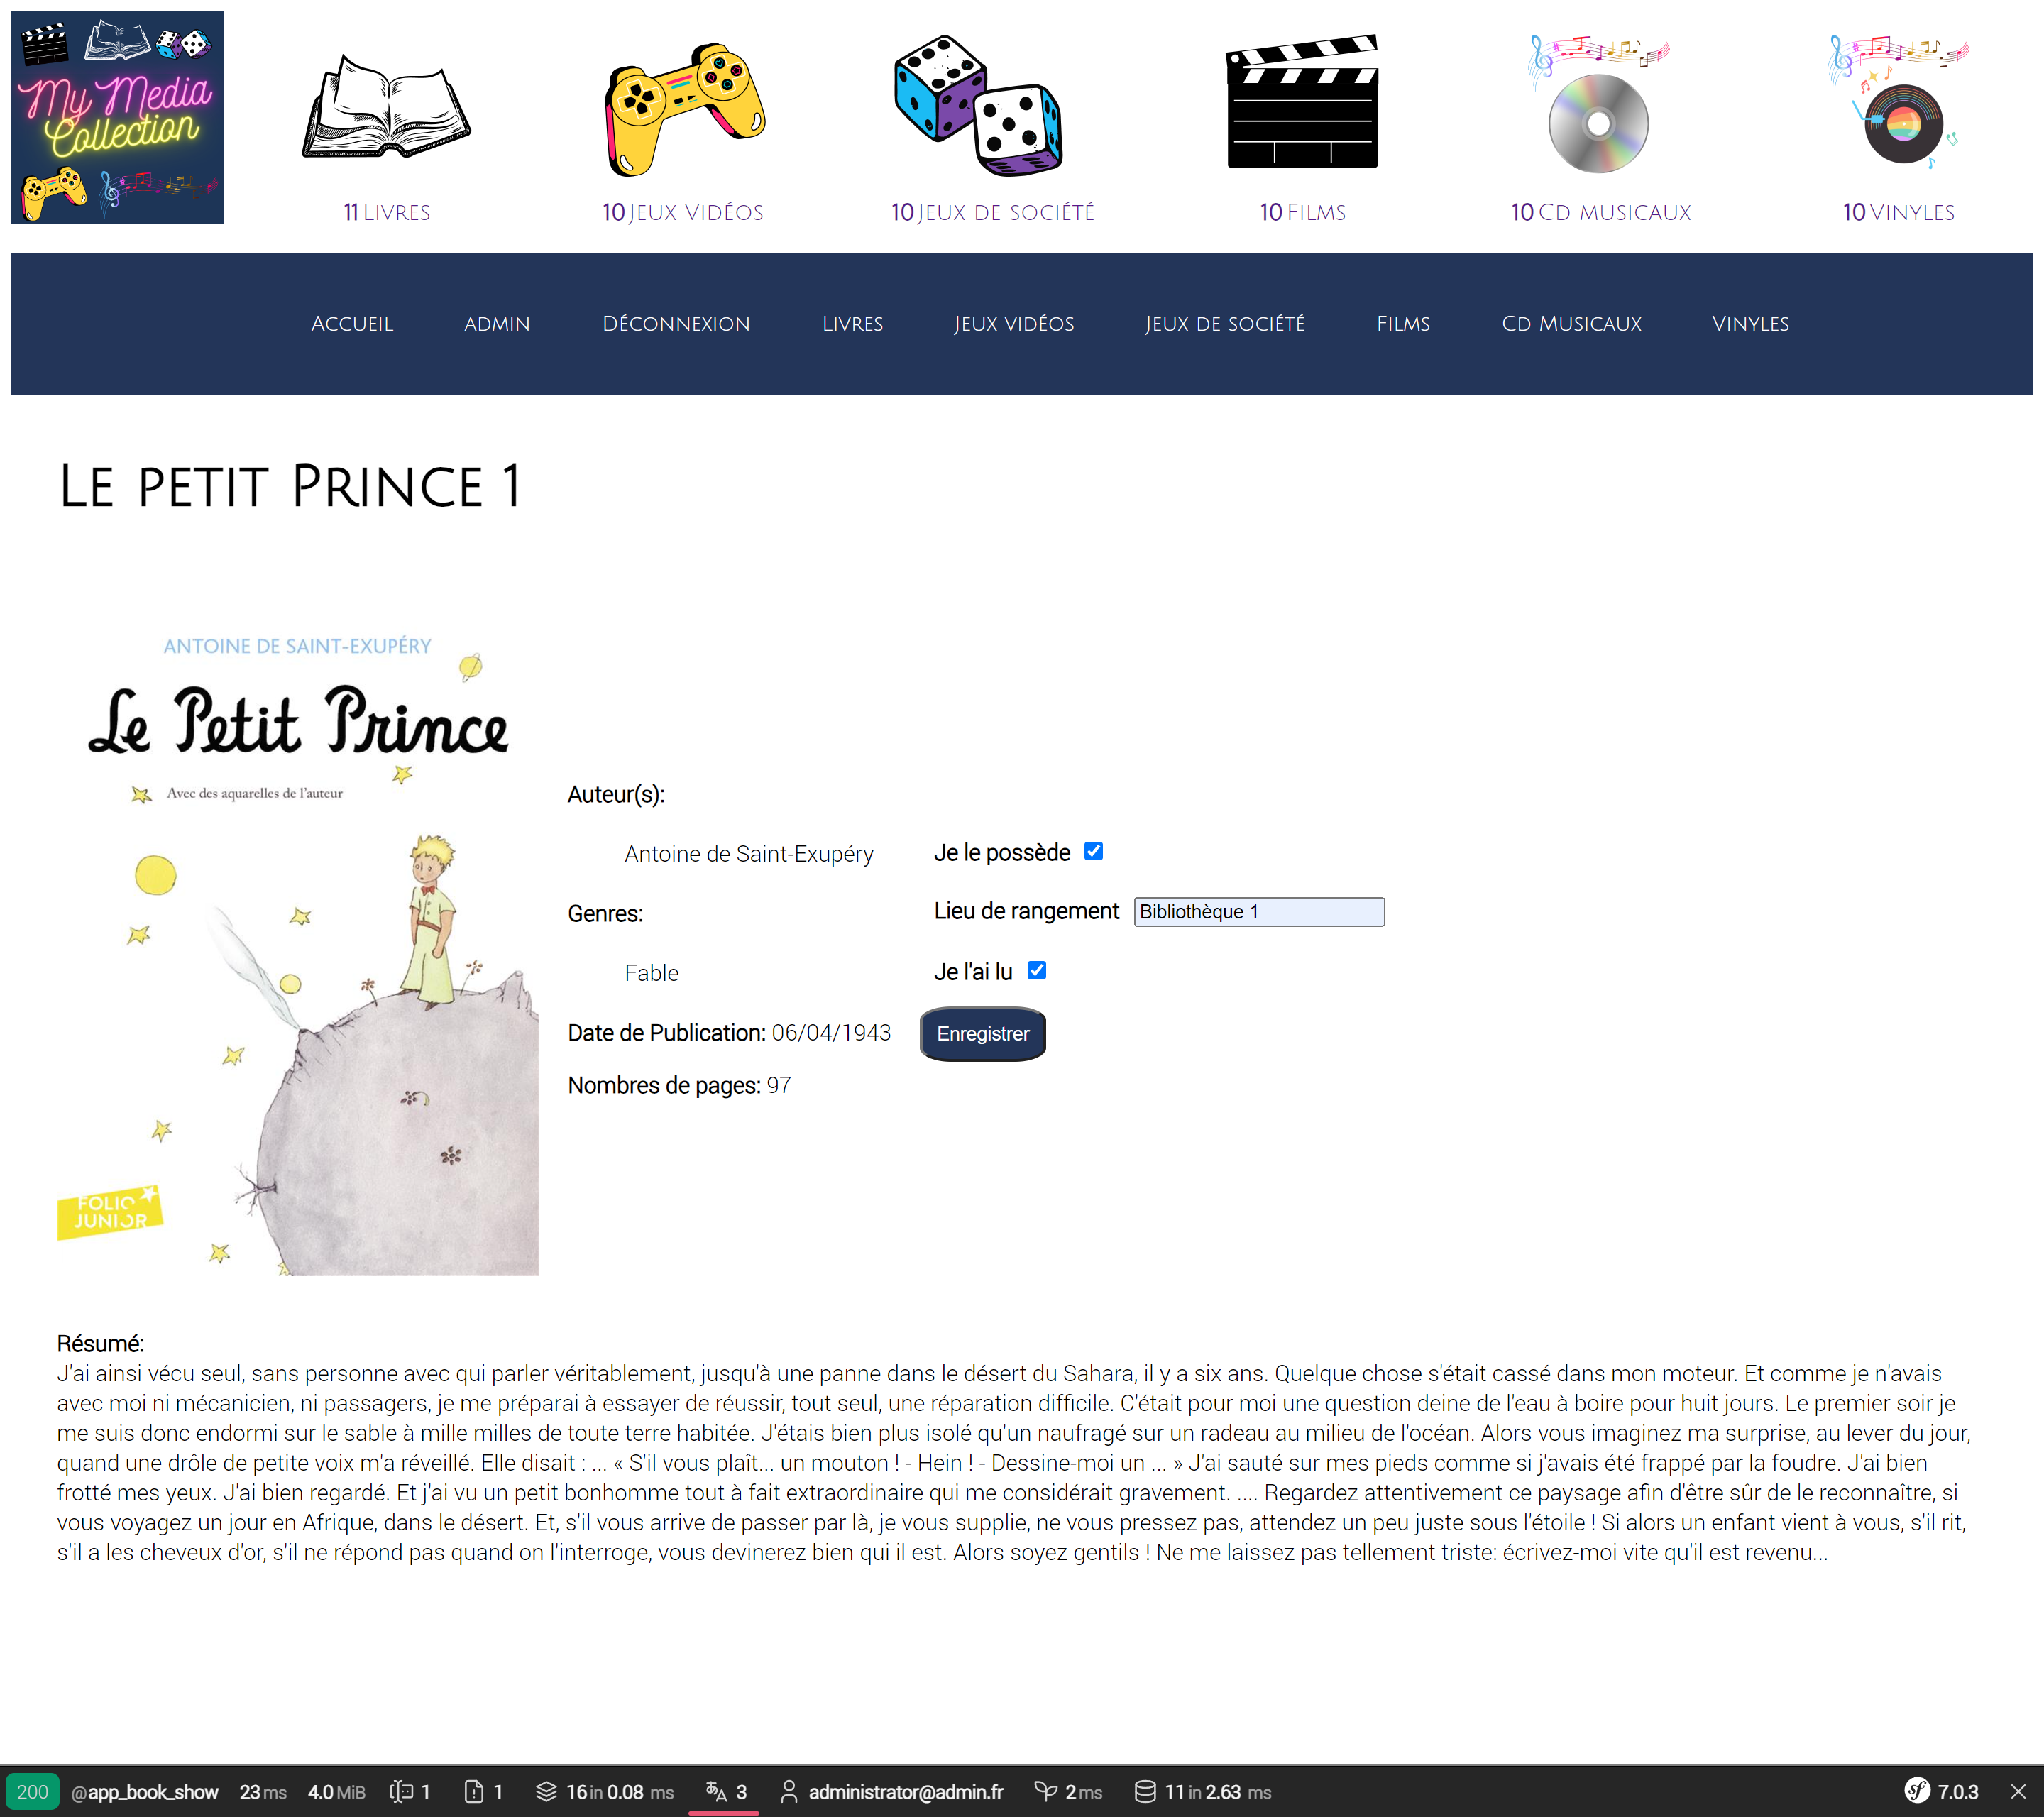 My Media
Collection
11 Livres
10 Jeux Vidéos
10 Jeux de société
10 Films
10 Cd musicaux
10 Vinyles
Accueil
admin
Déconnexion
Livres
Jeux vidéos
Jeux de société
Films
Cd Musicaux
Vinyles
Le petit Prince 1
ANTOINE DE SAINT-EXUPÉRY
Le Petit Prince
Avec des aquarelles de l'auteur
FOLIO
JUNIOR
Auteur(s):
Antoine de Saint-Exupéry
Genres:
Fable
Date de Publication: 06/04/1943
Nombres de pages: 97
Je le possède
Lieu de rangement Bibliothèque 1
Je l'ai lu
Enregistrer
Résumé:
J'ai ainsi vécu seul, sans personne avec qui parler véritablement, jusqu'à une panne dans le désert du Sahara, il y a six ans. Quelque chose s'était cassé dans mon moteur. Et comme je n'avais
avec moi ni mécanicien, ni passagers, je me préparai à essayer de réussir, tout seul, une réparation difficile. C'était pour moi une question deine de l'eau à boire pour huit jours. Le premier soir je
me suis donc endormi sur le sable à mille milles de toute terre habitée. J'étais bien plus isolé qu'un naufragé sur un radeau au milieu de l'océan. Alors vous imaginez ma surprise, au lever du jour,
quand une drôle de petite voix m'a réveillé. Elle disait : ... « S'il vous plaît... un mouton ! - Hein ! - Dessine-moi un ... » J'ai sauté sur mes pieds comme si j'avais été frappé par la foudre. J'ai bien
frotté mes yeux. J'ai bien regardé. Et j'ai vu un petit bonhomme tout à fait extraordinaire qui me considérait gravement. .... Regardez attentivement ce paysage afin d'être sûr de le reconnaître, si
vous voyagez un jour en Afrique, dans le désert. Et, s'il vous arrive de passer par là, je vous supplie, ne vous pressez pas, attendez un peu juste sous l'étoile ! Si alors un enfant vient à vous, s'il rit,
s'il a les cheveux d'or, s'il ne répond pas quand on l'interroge, vous devinerez bien qui il est. Alors soyez gentils ! Ne me laissez pas tellement triste: écrivez-moi vite qu'il est revenu...
200 @app_book_show 23 ms 4.0 MiB 1 1 16 in 0.08 ms 3 administrator@admin.fr 2 ms 11 in 2.63 ms 7.0.3